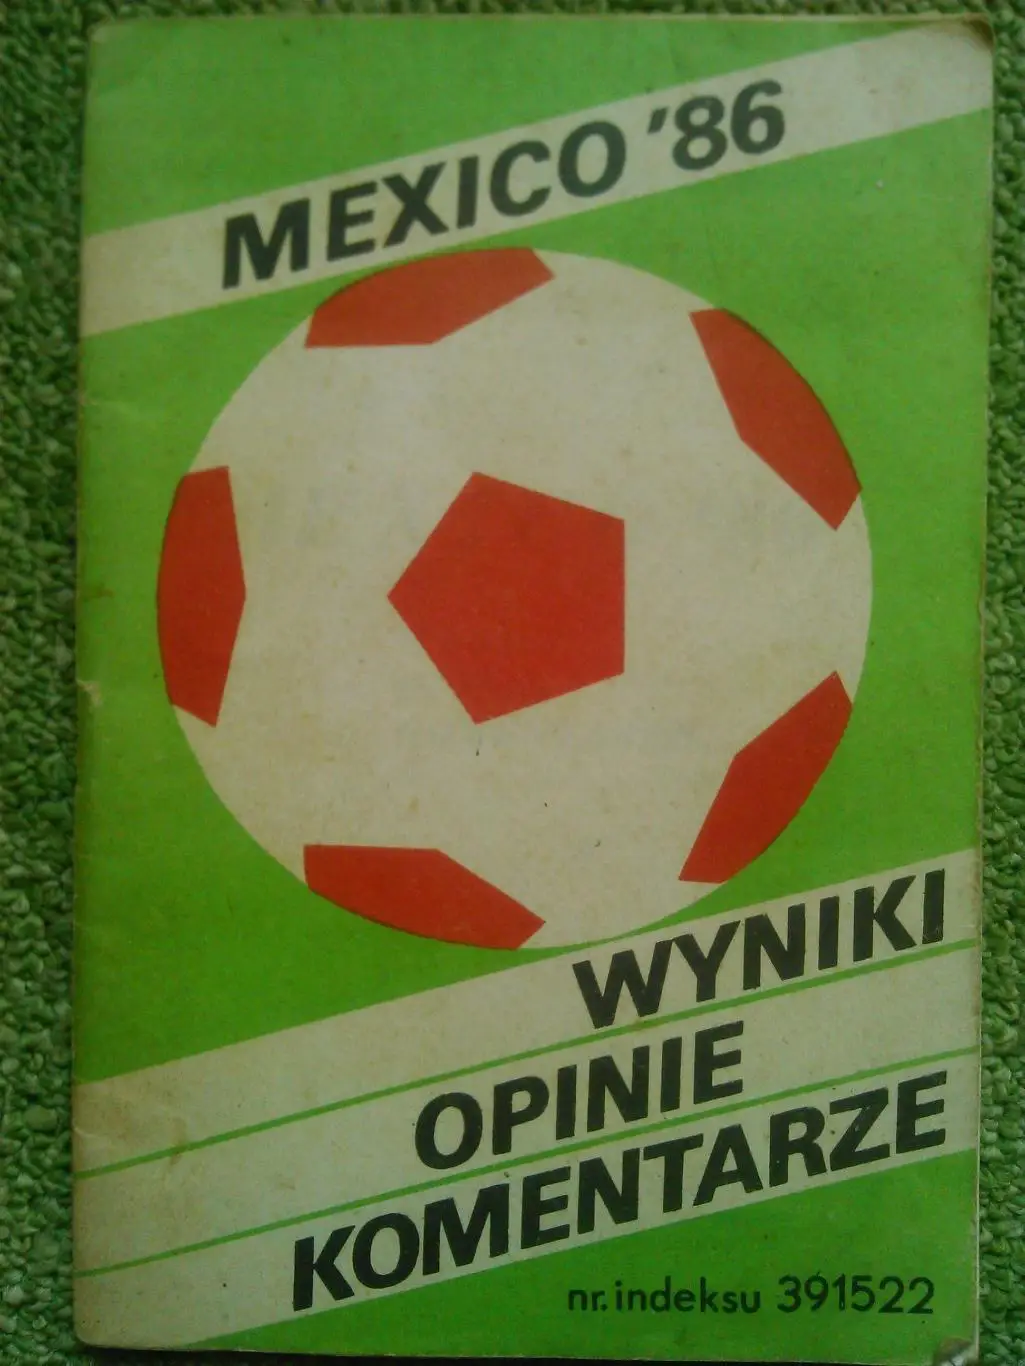 MEXICO '86
WYNIKI
OPINIE
KOMENTARZE
nr. indeksu 391522